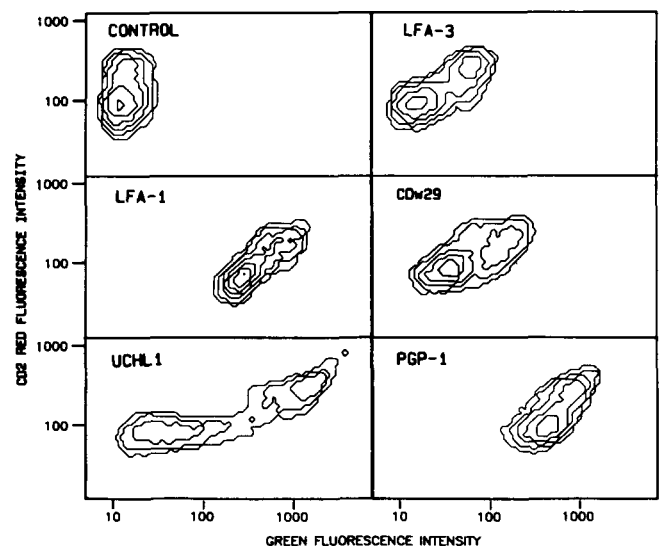 1000
CONTROL
LFA-3
100
1000
LFA-1
CDw29
100
1000
UCHL1
PGP-1
100
10
100
1000
10
100
1000
CD2 RED FLUORESCENCE INTENSITY
GREEN FLUORESCENCE INTENSITY